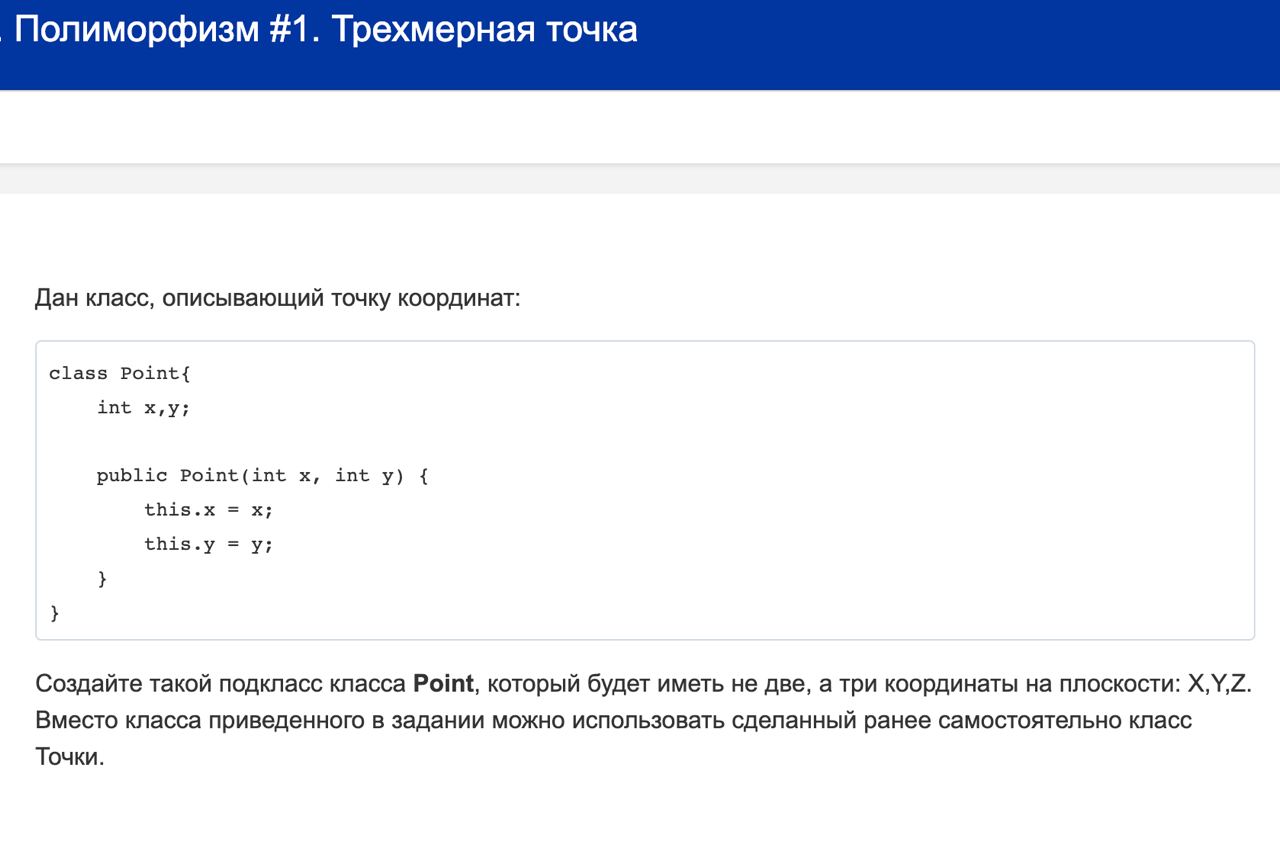 . Полиморфизм #1. Трехмерная точка
Дан класс, описывающий точку координат:
class Point{
    int x,y;
    public Point(int x, int y) {
        this.x = x;
        this.y = y;
    }
}
Создайте такой подкласс класса Point, который будет иметь не две, а три координаты на плоскости: X,Y,Z.
Вместо класса приведенного в задании можно использовать сделанный ранее самостоятельно класс
Точки.